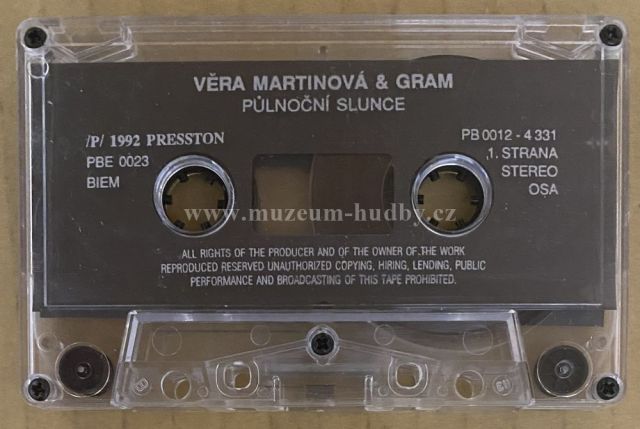 VĚRA MARTINOVÁ & GRAM
PŮLNOČNÍ SLUNCE
/P/ 1992 PRESSTON
PBE 0023
BIEM
PB 0012 - 4 331
1. STRANA
STEREO
OSA
www.muzeum-hudby.cz
ALL RIGHTS OF THE PRODUCER AND OF THE OWNER OF THE WORK
REPRODUCED RESERVED UNAUTHORIZED COPYING, HIRING, LENDING, PUBLIC
PERFORMANCE AND BROADCASTING OF THIS TAPE PROHIBITED.